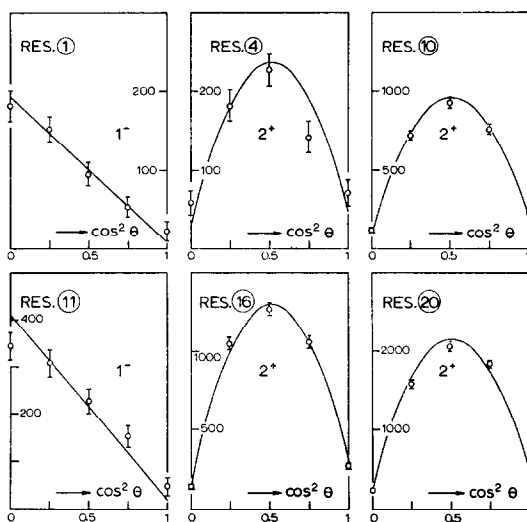 RES.①
200
100
1⁻
→ cos² θ
0 0.5 1
RES.④
200
100
2⁺
→ cos² θ
0 0.5 1
RES.⑩
1000
500
2⁺
→ cos² θ
0 0.5
RES.⑪
400
200
1⁻
→ cos² θ
0 0.5 1
RES.⑯
1000
500
2⁺
→ cos² θ
0 0.5 1
RES.⑳
2000
1000
2⁺
→ cos² θ
0 0.5